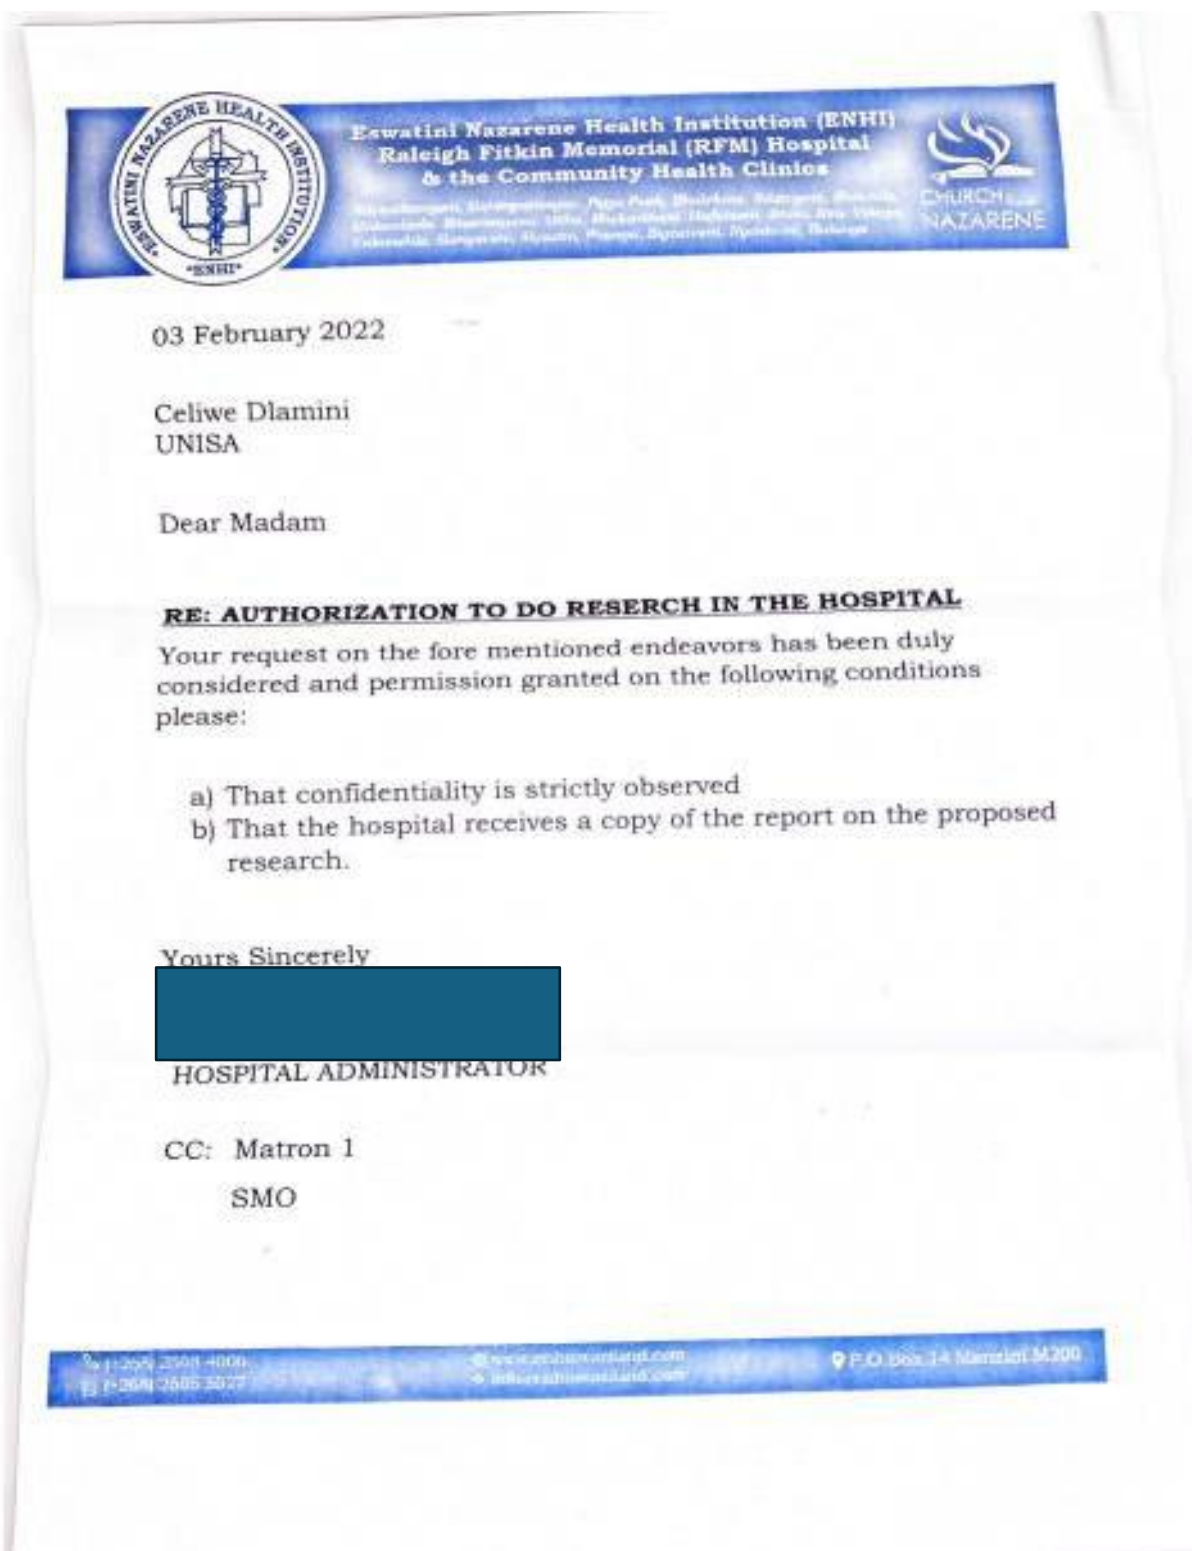 ESWATINI NAZARENE HEALTH INSTITUTION
*ENHI*
Eswatini Nazarene Health Institution (ENHI)
Raleigh Fitkin Memorial (RFM) Hospital
& the Community Health Clinics
CHURCH
NAZARENE
03 February 2022
Celiwe Dlamini
UNISA
Dear Madam
RE: AUTHORIZATION TO DO RESERCH IN THE HOSPITAL
Your request on the fore mentioned endeavors has been duly
considered and permission granted on the following conditions
please:
a) That confidentiality is strictly observed
b) That the hospital receives a copy of the report on the proposed
research.
Yours Sincerely
HOSPITAL ADMINISTRATOR
CC: Matron 1
SMO
P.O. Box 14 Manzini M200